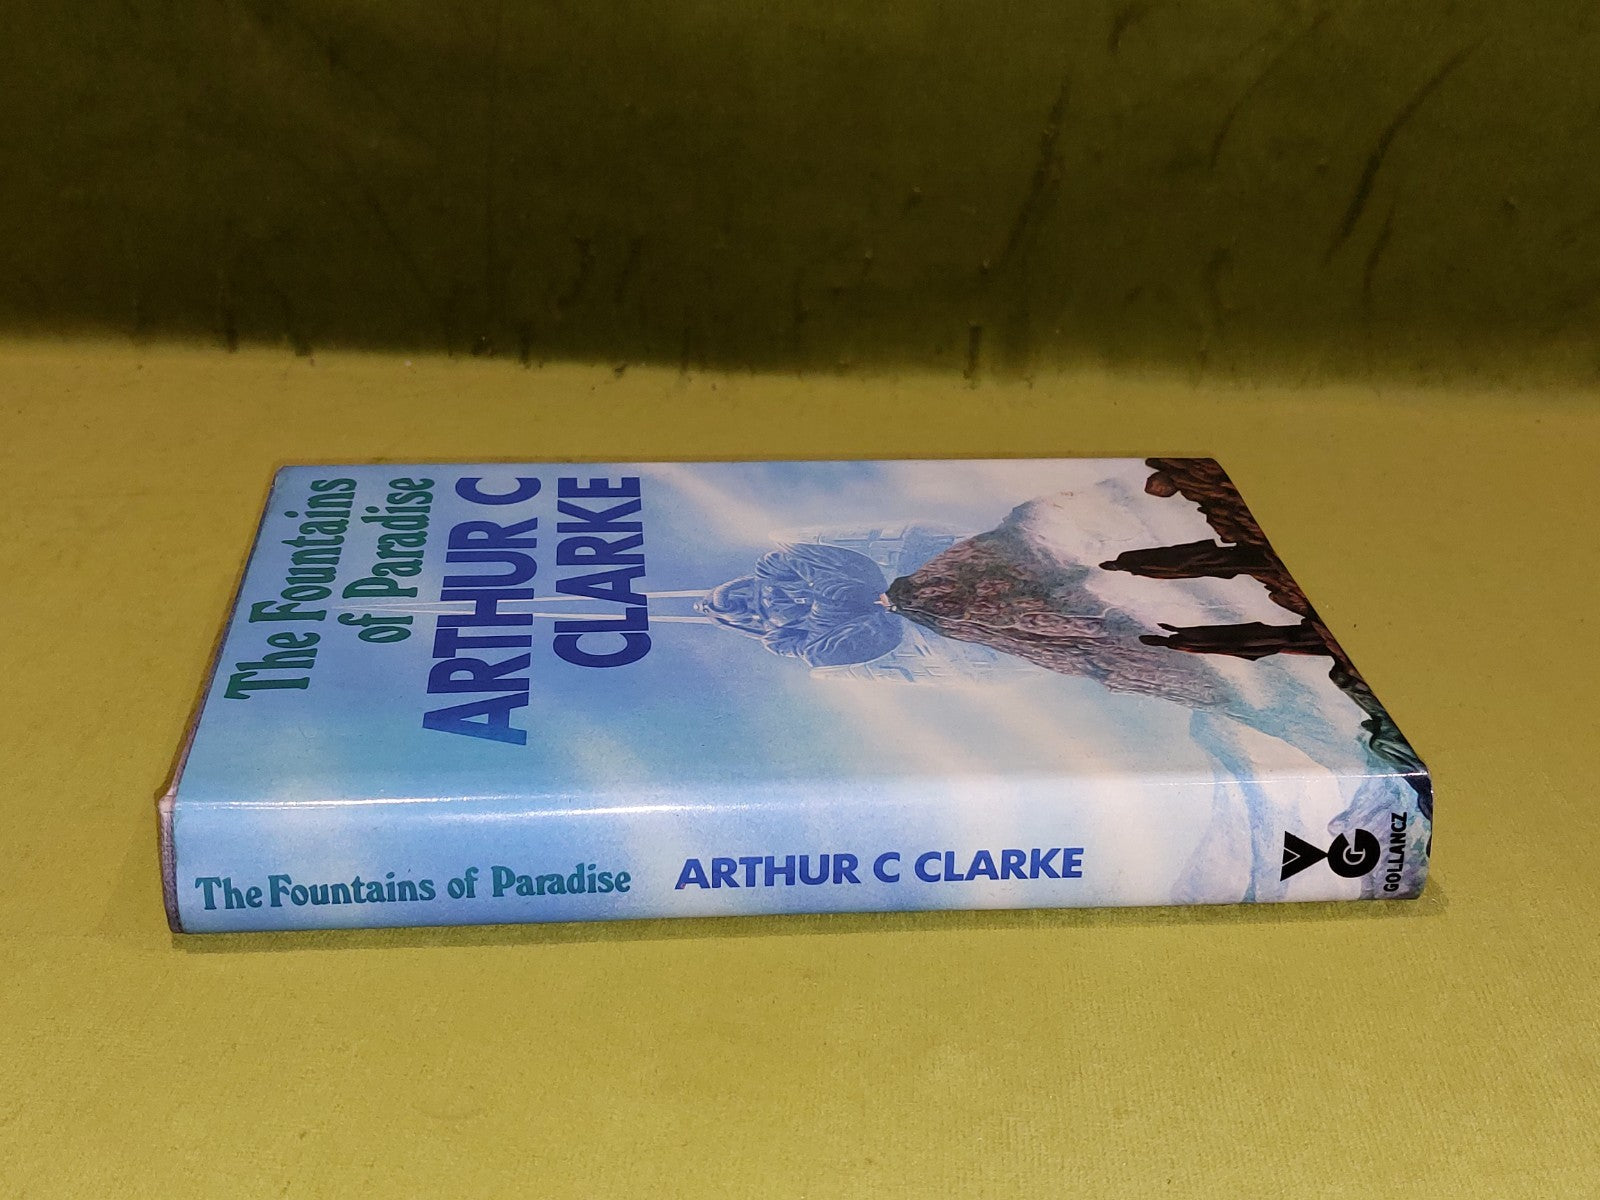 The Fountains
of Paradise
ARTHUR C
CLARKE
The Fountains of Paradise ARTHUR C CLARKE
VG
GOLLANCZ